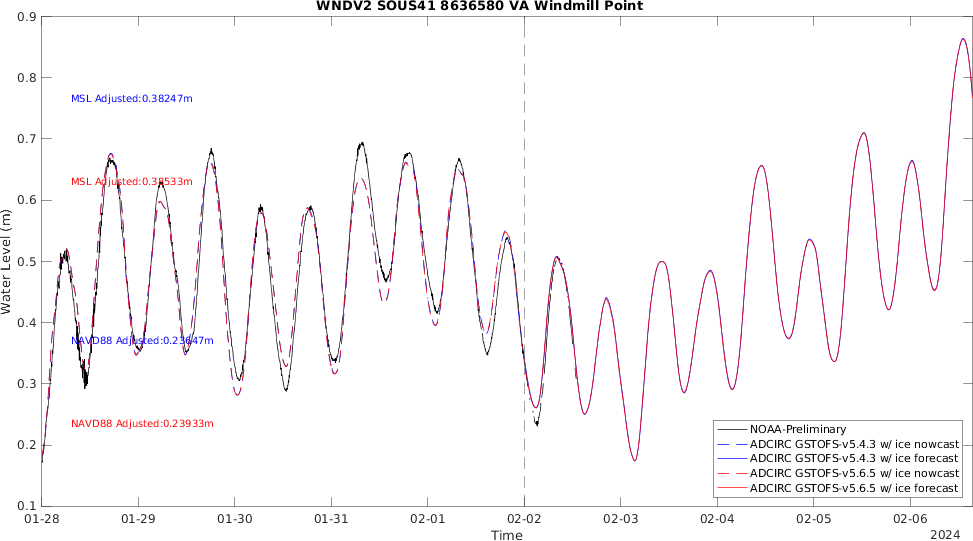 WNDV2 SOUS41 8636580 VA Windmill Point
0.9
0.8
0.7
0.6
0.5
0.4
0.3
0.2
0.1
Water Level (m)
MSL Adjusted:0.38247m
MSL Adjusted:0.38533m
NAVD88 Adjusted:0.23647m
NAVD88 Adjusted:0.23933m
NOAA-Preliminary
ADCIRC GSTOFS-v5.4.3 w/ ice nowcast
ADCIRC GSTOFS-v5.4.3 w/ ice forecast
ADCIRC GSTOFS-v5.6.5 w/ ice nowcast
ADCIRC GSTOFS-v5.6.5 w/ ice forecast
01-28 01-29 01-30 01-31 02-01 02-02 02-03 02-04 02-05 02-06
Time
2024